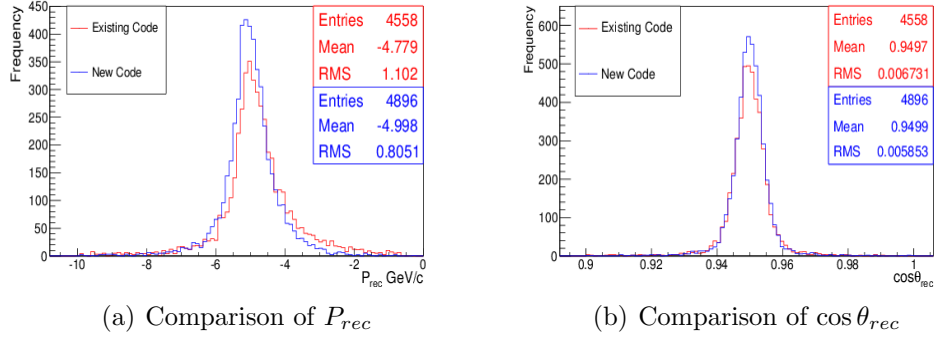 Frequency
450
400
350
300
250
200
150
100
50
0
Existing Code
New Code
Entries 4558
Mean -4.779
RMS 1.102
Entries 4896
Mean -4.998
RMS 0.8051
-10 -8 -6 -4 -2 0
P_rec GeV/c
(a) Comparison of P_rec
Frequency
600
500
400
300
200
100
0
Existing Code
New Code
Entries 4558
Mean 0.9497
RMS 0.006731
Entries 4896
Mean 0.9499
RMS 0.005853
0.9 0.92 0.94 0.96 0.98 1
cosθ_rec
(b) Comparison of cos θ_rec